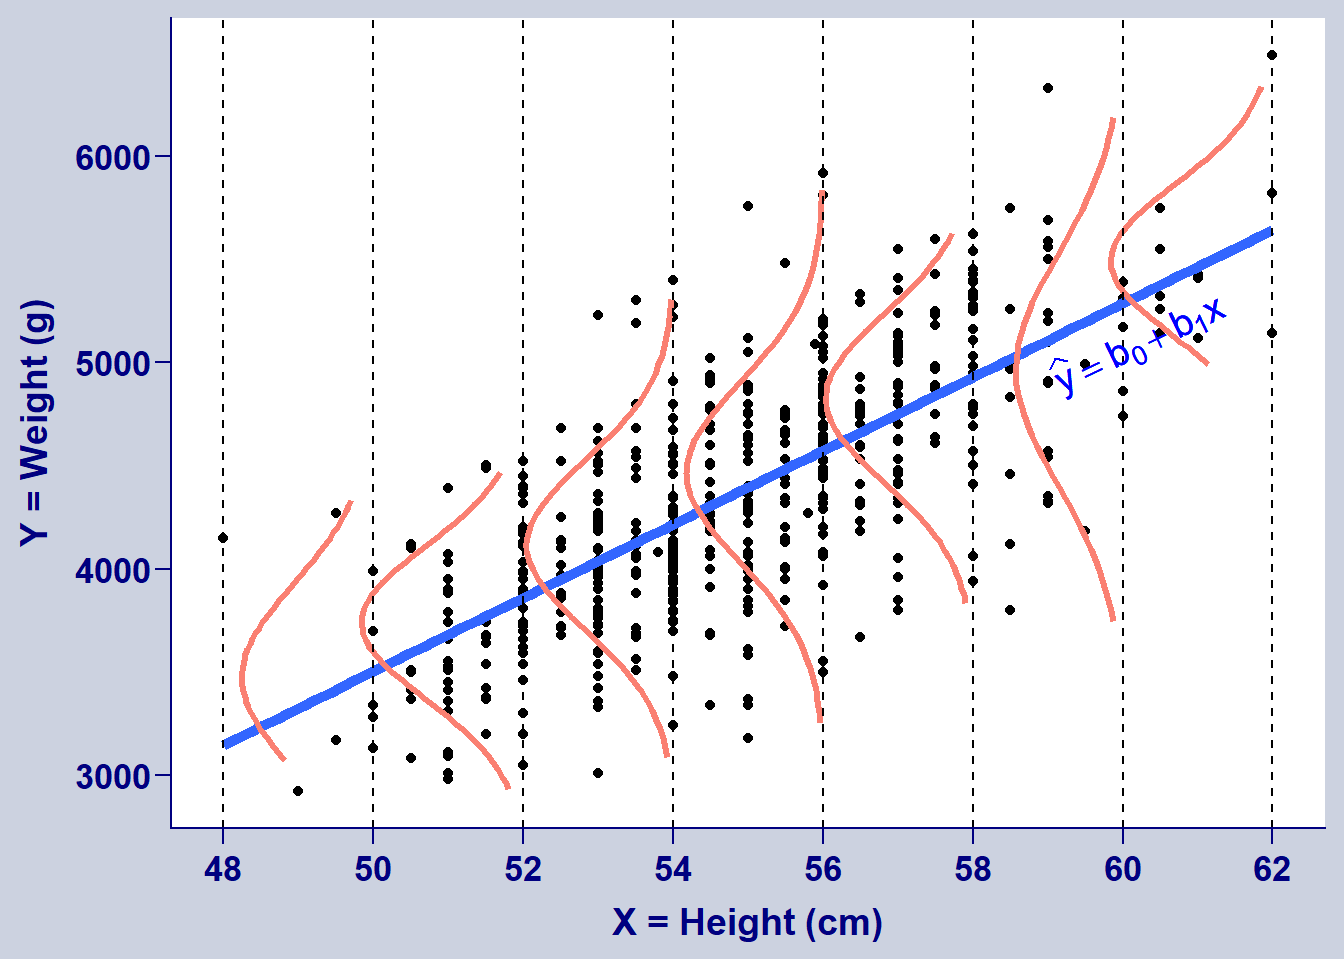 6000
5000
4000
3000
Y = Weight (g)
ŷ = b₀ + b₁x
48 50 52 54 56 58 60 62
X = Height (cm)